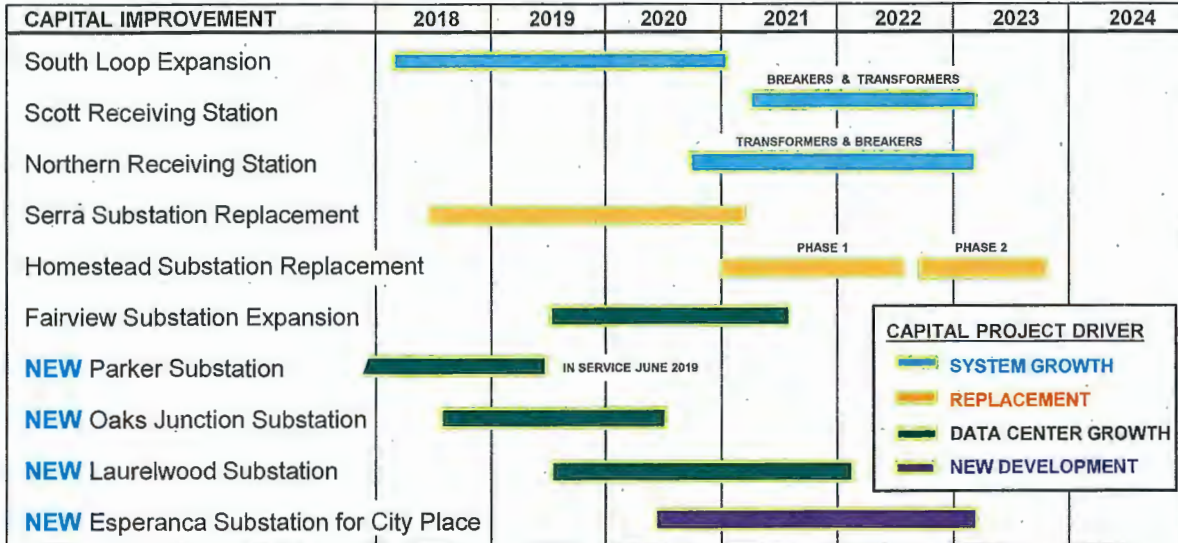 CAPITAL IMPROVEMENT 2018 2019 2020 2021 2022 2023 2024
South Loop Expansion
BREAKERS & TRANSFORMERS
Scott Receiving Station
TRANSFORMERS & BREAKERS
Northern Receiving Station
Serra Substation Replacement
PHASE 1 PHASE 2
Homestead Substation Replacement
Fairview Substation Expansion
NEW Parker Substation IN SERVICE JUNE 2019
NEW Oaks Junction Substation
NEW Laurelwood Substation
NEW Esperanca Substation for City Place
CAPITAL PROJECT DRIVER
SYSTEM GROWTH
REPLACEMENT
DATA CENTER GROWTH
NEW DEVELOPMENT